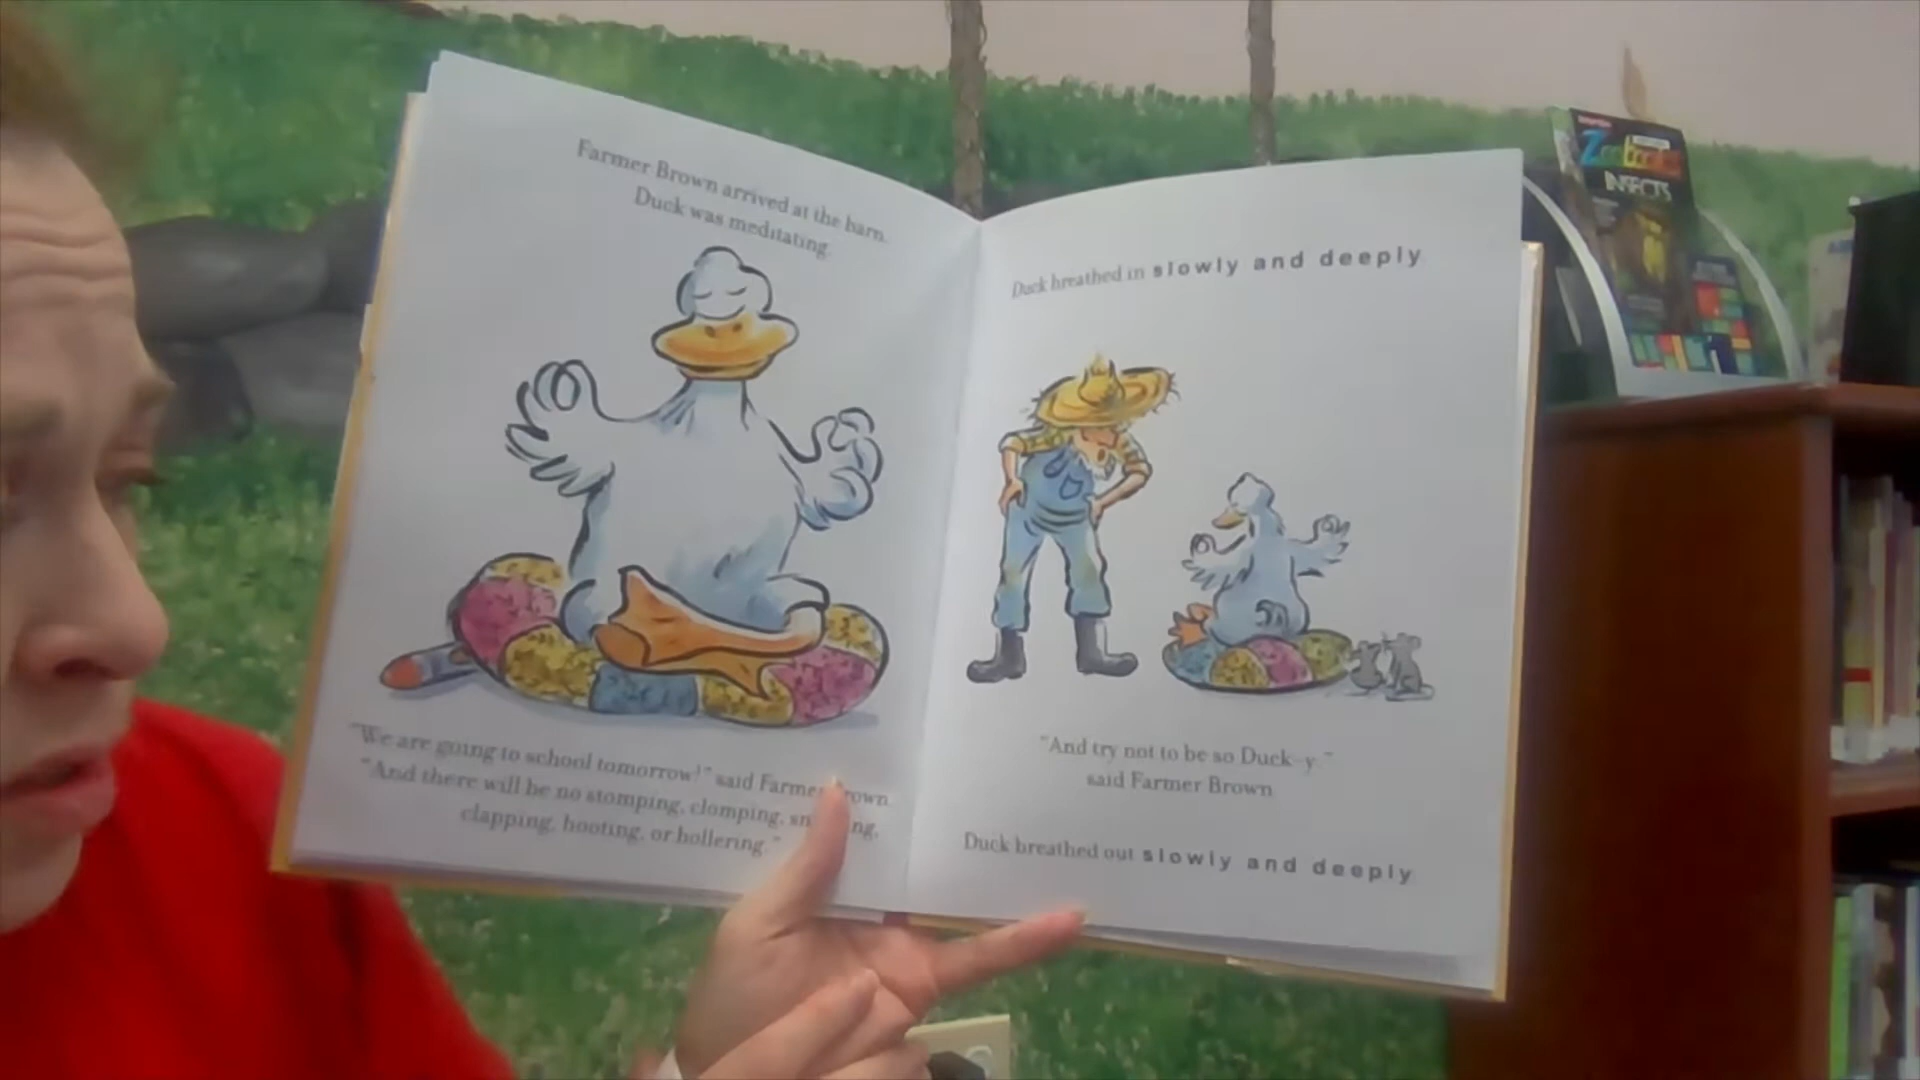 Farmer Brown arrived at the barn.
Duck was meditating.
"We are going to school tomorrow!" said Farmer Brown.
"And there will be no stomping, clomping,
clapping, hooting, or hollering."
Duck breathed in slowly and deeply.
"And try not to be so Duck-y,"
said Farmer Brown.
Duck breathed out slowly and deeply.
Zoobooks
INSECTS